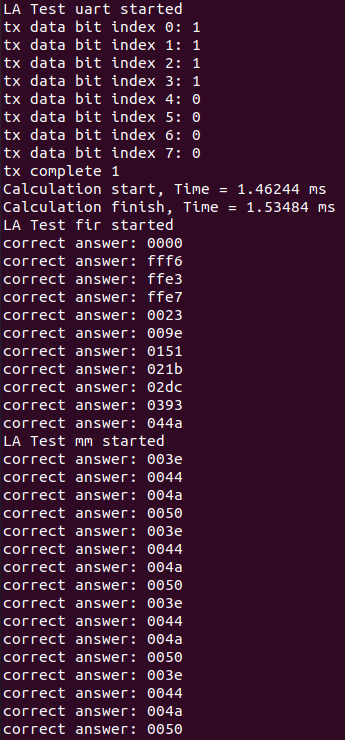 LA Test uart started
tx data bit index 0: 1
tx data bit index 1: 1
tx data bit index 2: 1
tx data bit index 3: 1
tx data bit index 4: 0
tx data bit index 5: 0
tx data bit index 6: 0
tx data bit index 7: 0
tx complete 1
Calculation start, Time = 1.46244 ms
Calculation finish, Time = 1.53484 ms
LA Test fir started
correct answer: 0000
correct answer: fff6
correct answer: ffe3
correct answer: ffe7
correct answer: 0023
correct answer: 009e
correct answer: 0151
correct answer: 021b
correct answer: 02dc
correct answer: 0393
correct answer: 044a
LA Test mm started
correct answer: 003e
correct answer: 0044
correct answer: 004a
correct answer: 0050
correct answer: 003e
correct answer: 0044
correct answer: 004a
correct answer: 0050
correct answer: 003e
correct answer: 0044
correct answer: 004a
correct answer: 0050
correct answer: 003e
correct answer: 0044
correct answer: 004a
correct answer: 0050